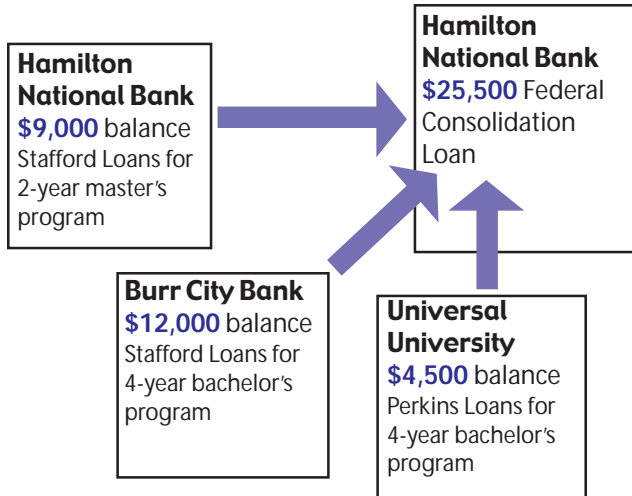 Hamilton
National Bank
$9,000 balance
Stafford Loans for
2-year master's
program
Hamilton
National Bank
$25,500 Federal
Consolidation
Loan
Burr City Bank
$12,000 balance
Stafford Loans for
4-year bachelor's
program
Universal
University
$4,500 balance
Perkins Loans for
4-year bachelor's
program